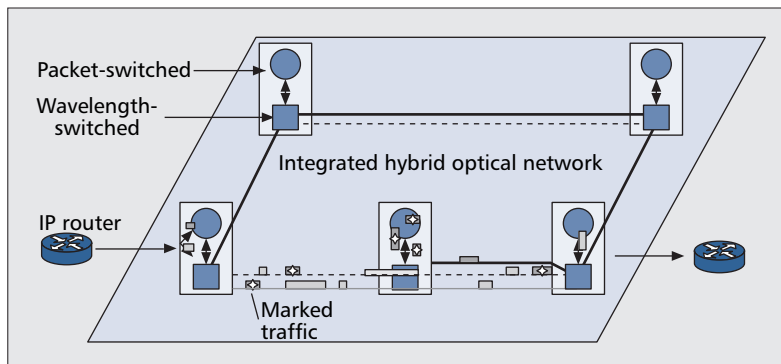 Packet-switched
Wavelength-
switched
Integrated hybrid optical network
IP router
Marked
traffic